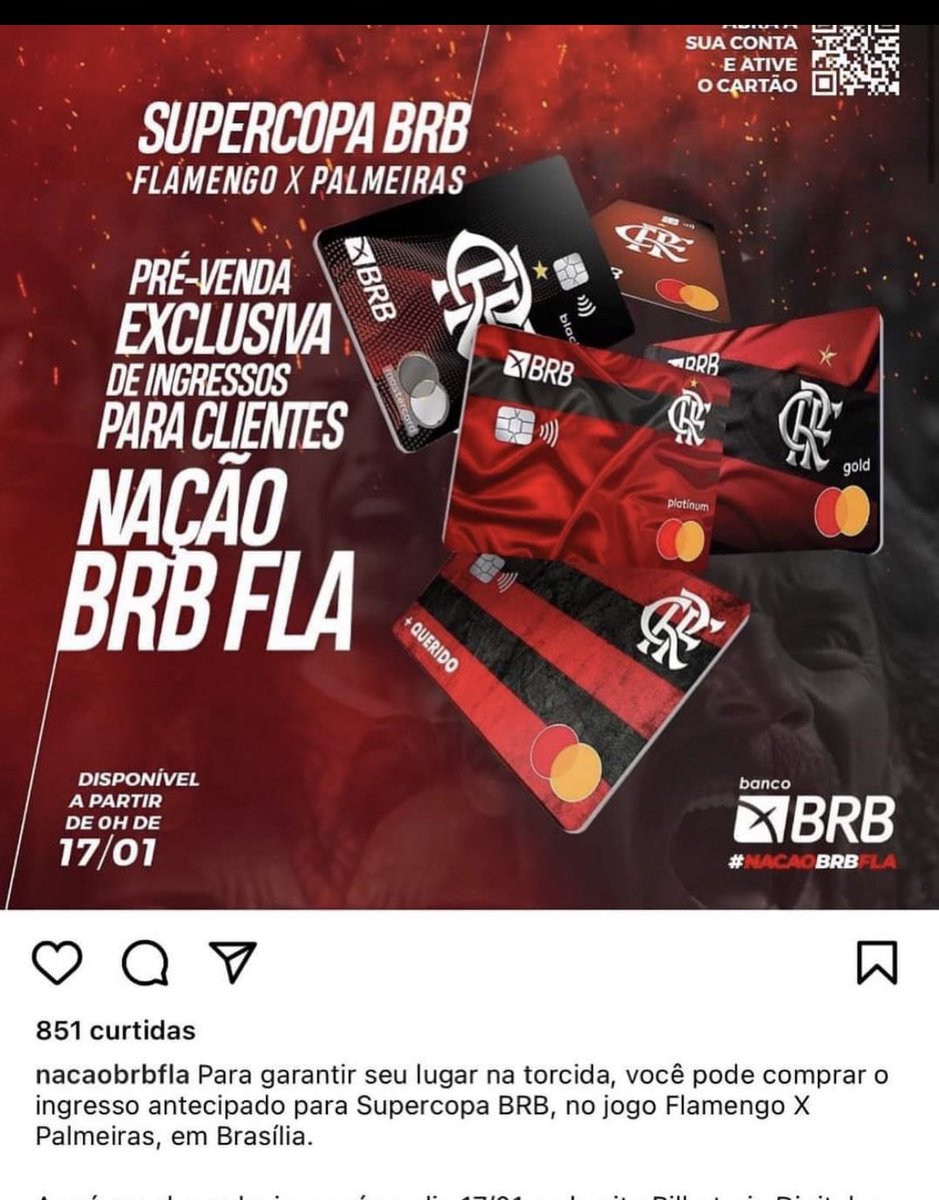 SUA CONTA
E ATIVE
O CARTÃO
SUPERCOPA BRB
FLAMENGO X PALMEIRAS
PRÉ-VENDA
EXCLUSIVA
DE INGRESSOS
PARA CLIENTES
NAÇÃO
BRB FLA
BRB
black
mastercard
BRB
platinum
BRB
gold
+ QUERIDO
DISPONÍVEL
A PARTIR
DE 0H DE
17/01
banco
BRB
#NACAOBRBFLA
851 curtidas
nacaobrbfla Para garantir seu lugar na torcida, você pode comprar o
ingresso antecipado para Supercopa BRB, no jogo Flamengo X
Palmeiras, em Brasília.